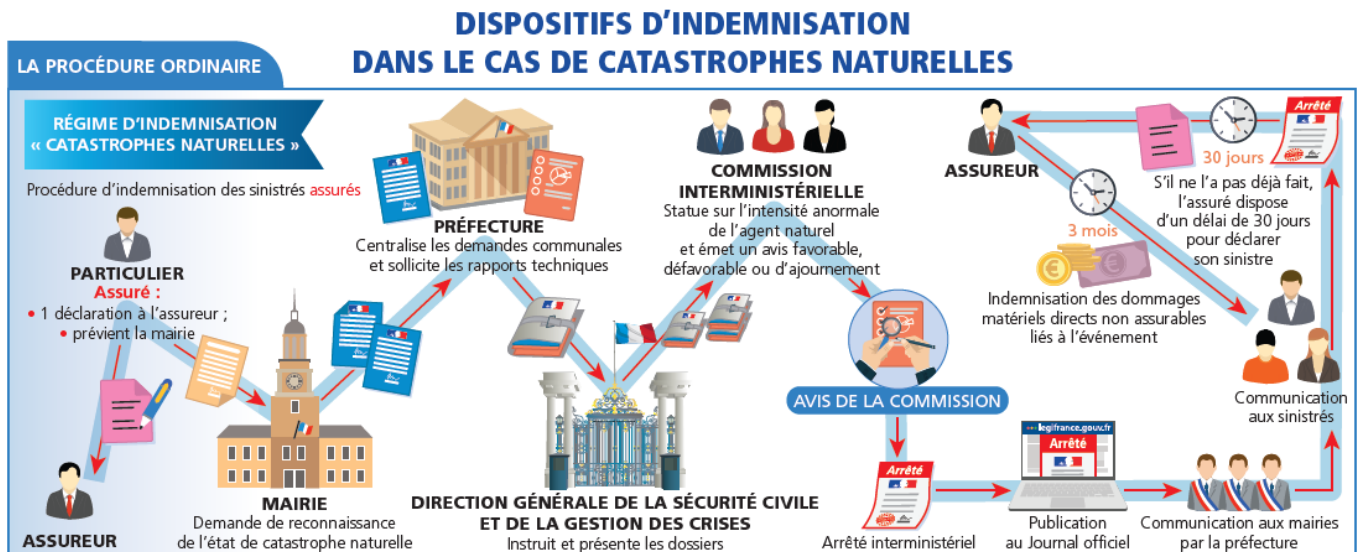 DISPOSITIFS D'INDEMNISATION
DANS LE CAS DE CATASTROPHES NATURELLES
LA PROCÉDURE ORDINAIRE
RÉGIME D'INDEMNISATION
« CATASTROPHES NATURELLES »
Procédure d'indemnisation des sinistrés assurés
PARTICULIER
Assuré :
• 1 déclaration à l'assureur ;
• prévient la mairie
ASSUREUR
MAIRIE
Demande de reconnaissance
de l'état de catastrophe naturelle
PRÉFECTURE
Centralise les demandes communales
et sollicite les rapports techniques
DIRECTION GÉNÉRALE DE LA SÉCURITÉ CIVILE
ET DE LA GESTION DES CRISES
Instruit et présente les dossiers
COMMISSION
INTERMINISTÉRIELLE
Statue sur l'intensité anormale
de l'agent naturel
et émet un avis favorable,
défavorable ou d'ajournement
AVIS DE LA COMMISSION
Arrêté
Arrêté interministériel
legifrance.gouv.fr
Arrêté
Publication
au Journal officiel
Communication aux mairies
par la préfecture
Communication
aux sinistrés
Arrêté
30 jours
S'il ne l'a pas déjà fait,
l'assuré dispose
d'un délai de 30 jours
pour déclarer
son sinistre
ASSUREUR
3 mois
Indemnisation des dommages
matériels directs non assurables
liés à l'événement